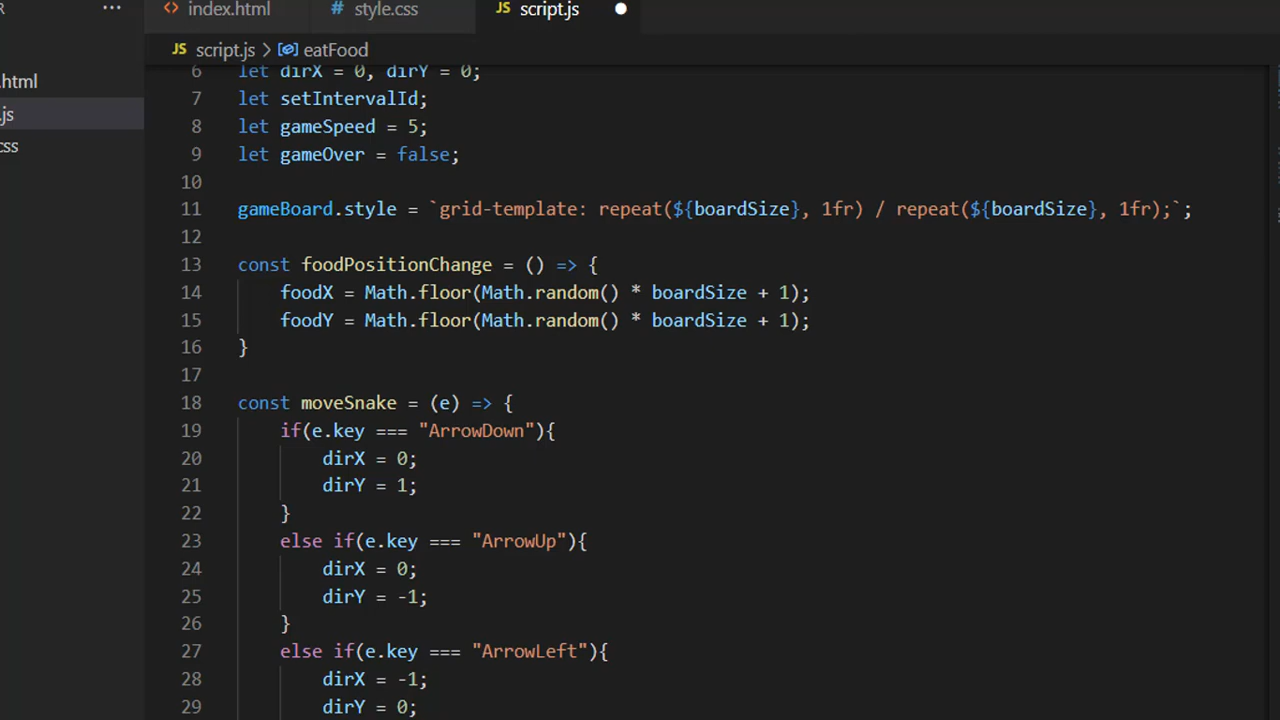 index.html
# style.css
JS script.js
JS script.js > eatFood
.html
.js
css
6 let dirX = 0, dirY = 0;
7 let setIntervalId;
8 let gameSpeed = 5;
9 let gameOver = false;
10
11 gameBoard.style = `grid-template: repeat(${boardSize}, 1fr) / repeat(${boardSize}, 1fr);`;
12
13 const foodPositionChange = () => {
14 foodX = Math.floor(Math.random() * boardSize + 1);
15 foodY = Math.floor(Math.random() * boardSize + 1);
16 }
17
18 const moveSnake = (e) => {
19 if(e.key === "ArrowDown"){
20 dirX = 0;
21 dirY = 1;
22 }
23 else if(e.key === "ArrowUp"){
24 dirX = 0;
25 dirY = -1;
26 }
27 else if(e.key === "ArrowLeft"){
28 dirX = -1;
29 dirY = 0;